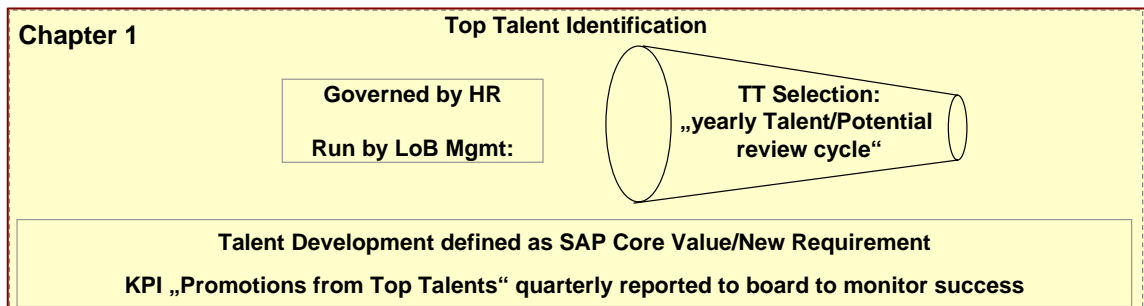 Chapter 1
Top Talent Identification
Governed by HR
Run by LoB Mgmt:
TT Selection:
„yearly Talent/Potential
review cycle“
Talent Development defined as SAP Core Value/New Requirement
KPI „Promotions from Top Talents“ quarterly reported to board to monitor success